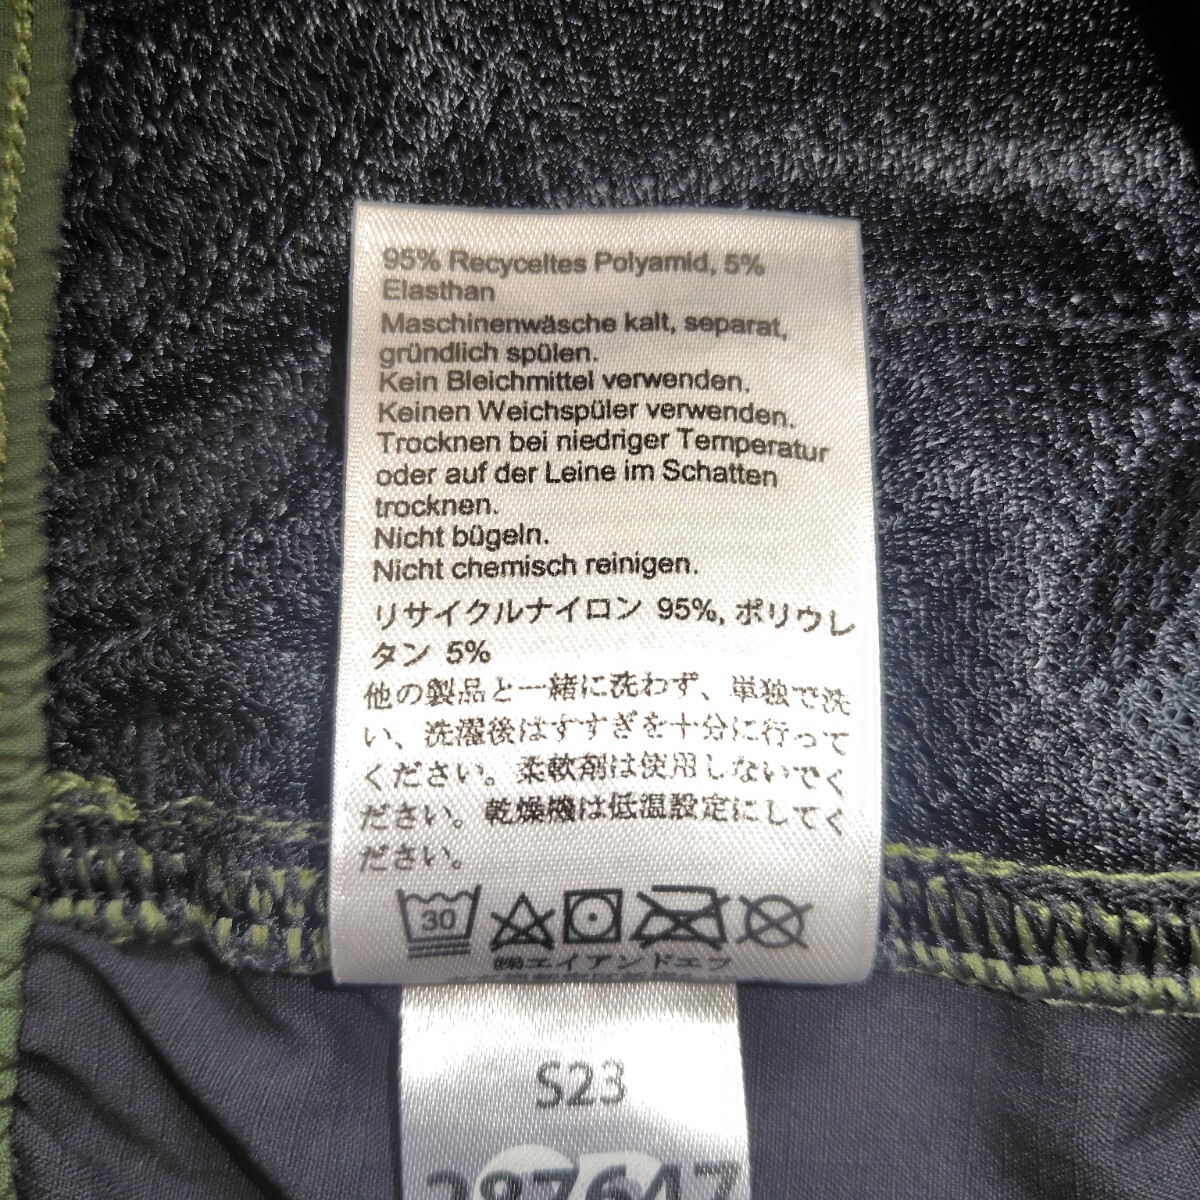 95% Recyceltes Polyamid, 5%
Elasthan
Maschinenwäsche kalt, separat,
gründlich spülen.
Kein Bleichmittel verwenden.
Keinen Weichspüler verwenden.
Trocknen bei niedriger Temperatur
oder auf der Leine im Schatten
trocknen.
Nicht bügeln.
Nicht chemisch reinigen.
リサイクルナイロン 95%, ポリウレ
タン 5%
他の製品と一緒に洗わず、単独で洗
い、洗濯後はすすぎを十分に行って
ください。柔軟剤は使用しないでく
ださい。乾燥機は低温設定にしてく
ださい。
30
㈱エイアンドエフ
S23